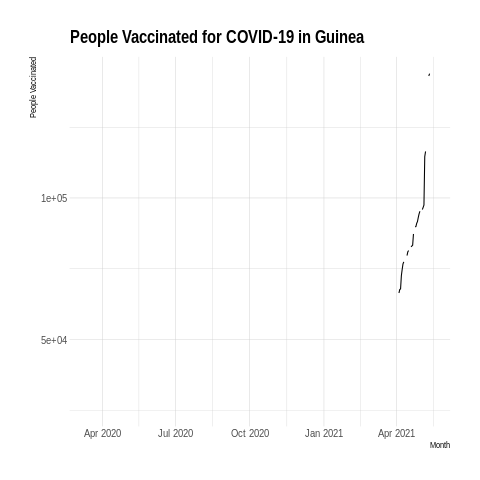 People Vaccinated for COVID-19 in Guinea
People Vaccinated
1e+05
5e+04
Apr 2020 Jul 2020 Oct 2020 Jan 2021 Apr 2021
Month